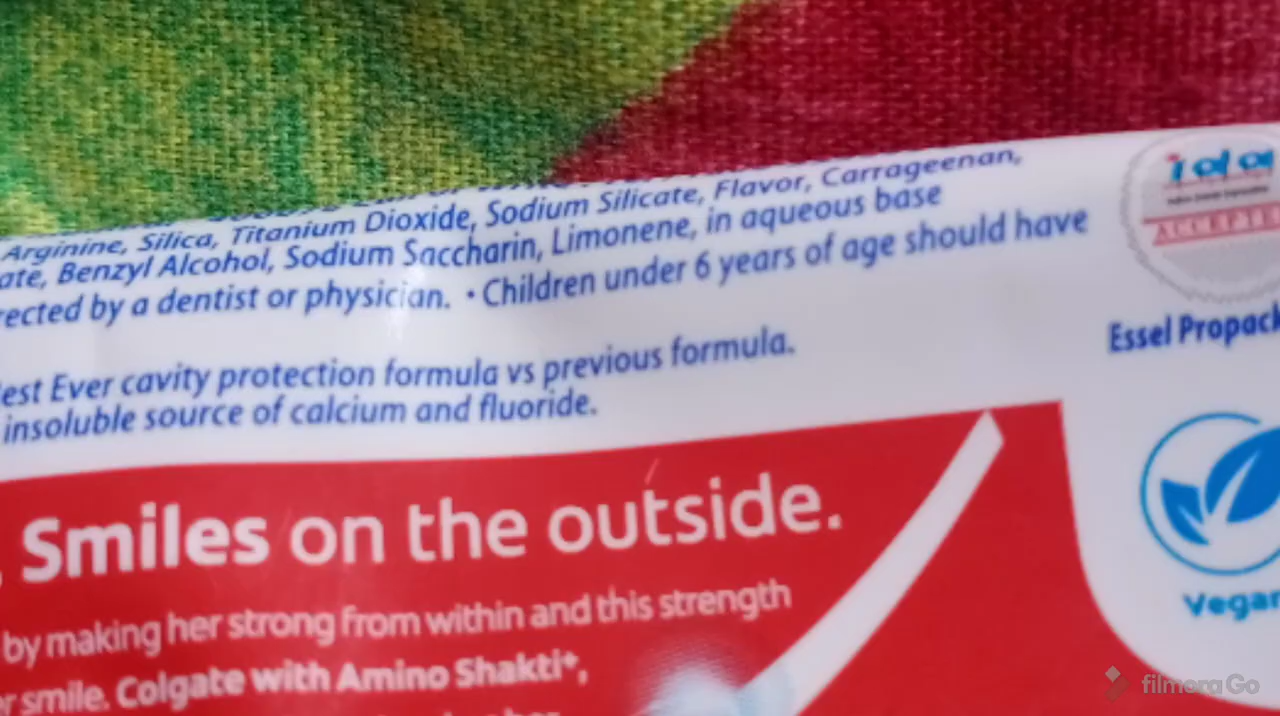 Arginine, Silica, Titanium Dioxide, Sodium Silicate, Flavor, Carrageenan,
ate, Benzyl Alcohol, Sodium Saccharin, Limonene, in aqueous base
rected by a dentist or physician. • Children under 6 years of age should have
est Ever cavity protection formula vs previous formula.
insoluble source of calcium and fluoride.
ACCEPTE
Essel Propack
, Smiles on the outside.
by making her strong from within and this strength
r smile. Colgate with Amino Shakti+,
Vegan
filmora Go